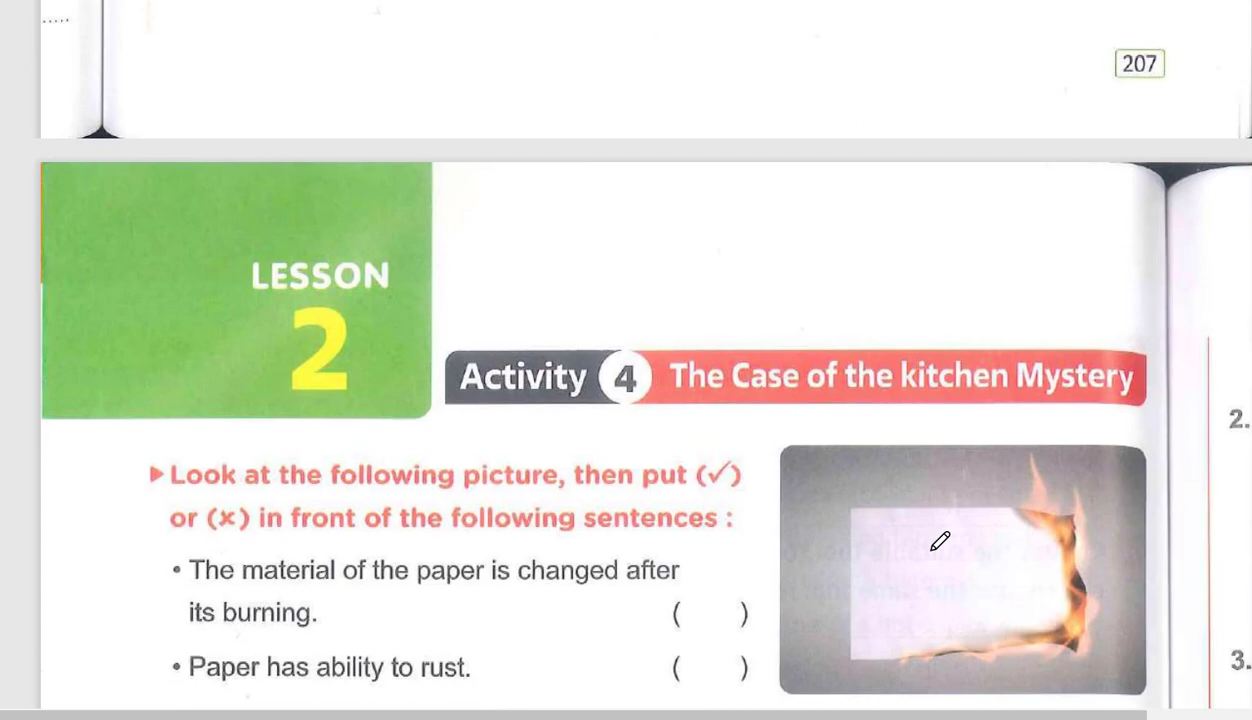 .....
207
LESSON
2
Activity 4 The Case of the kitchen Mystery
▶ Look at the following picture, then put (✓)
or (×) in front of the following sentences :
• The material of the paper is changed after
its burning. ( )
• Paper has ability to rust. ( )
2.
3.